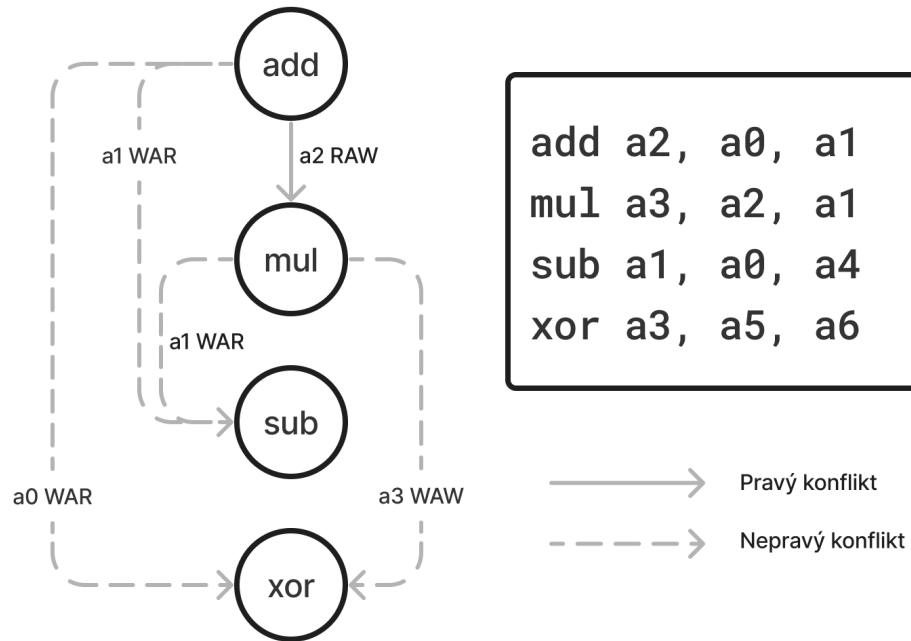 add
a1 WAR
a2 RAW
mul
a1 WAR
sub
a0 WAR
a3 WAW
xor
add a2, a0, a1
mul a3, a2, a1
sub a1, a0, a4
xor a3, a5, a6
Pravý konflikt
Nepravý konflikt